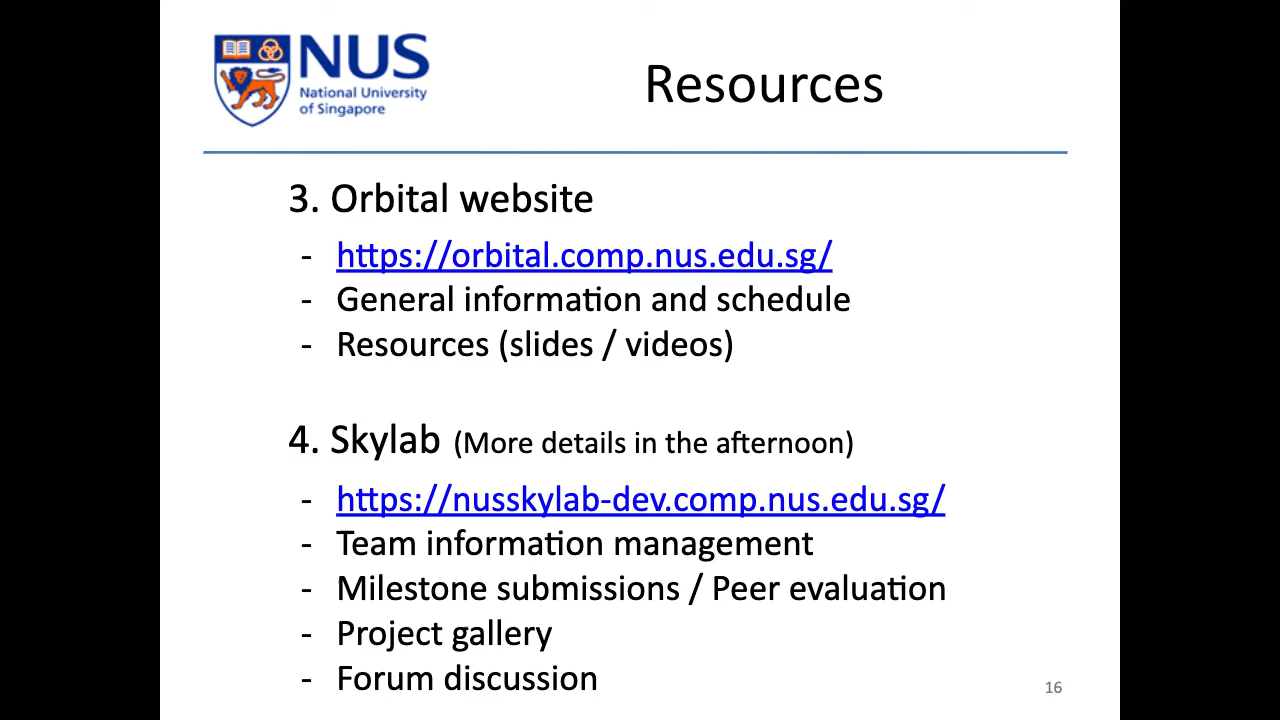 NUS
National University
of Singapore
Resources
3. Orbital website
- https://orbital.comp.nus.edu.sg/
- General information and schedule
- Resources (slides / videos)
4. Skylab (More details in the afternoon)
- https://nusskylab-dev.comp.nus.edu.sg/
- Team information management
- Milestone submissions / Peer evaluation
- Project gallery
- Forum discussion
16